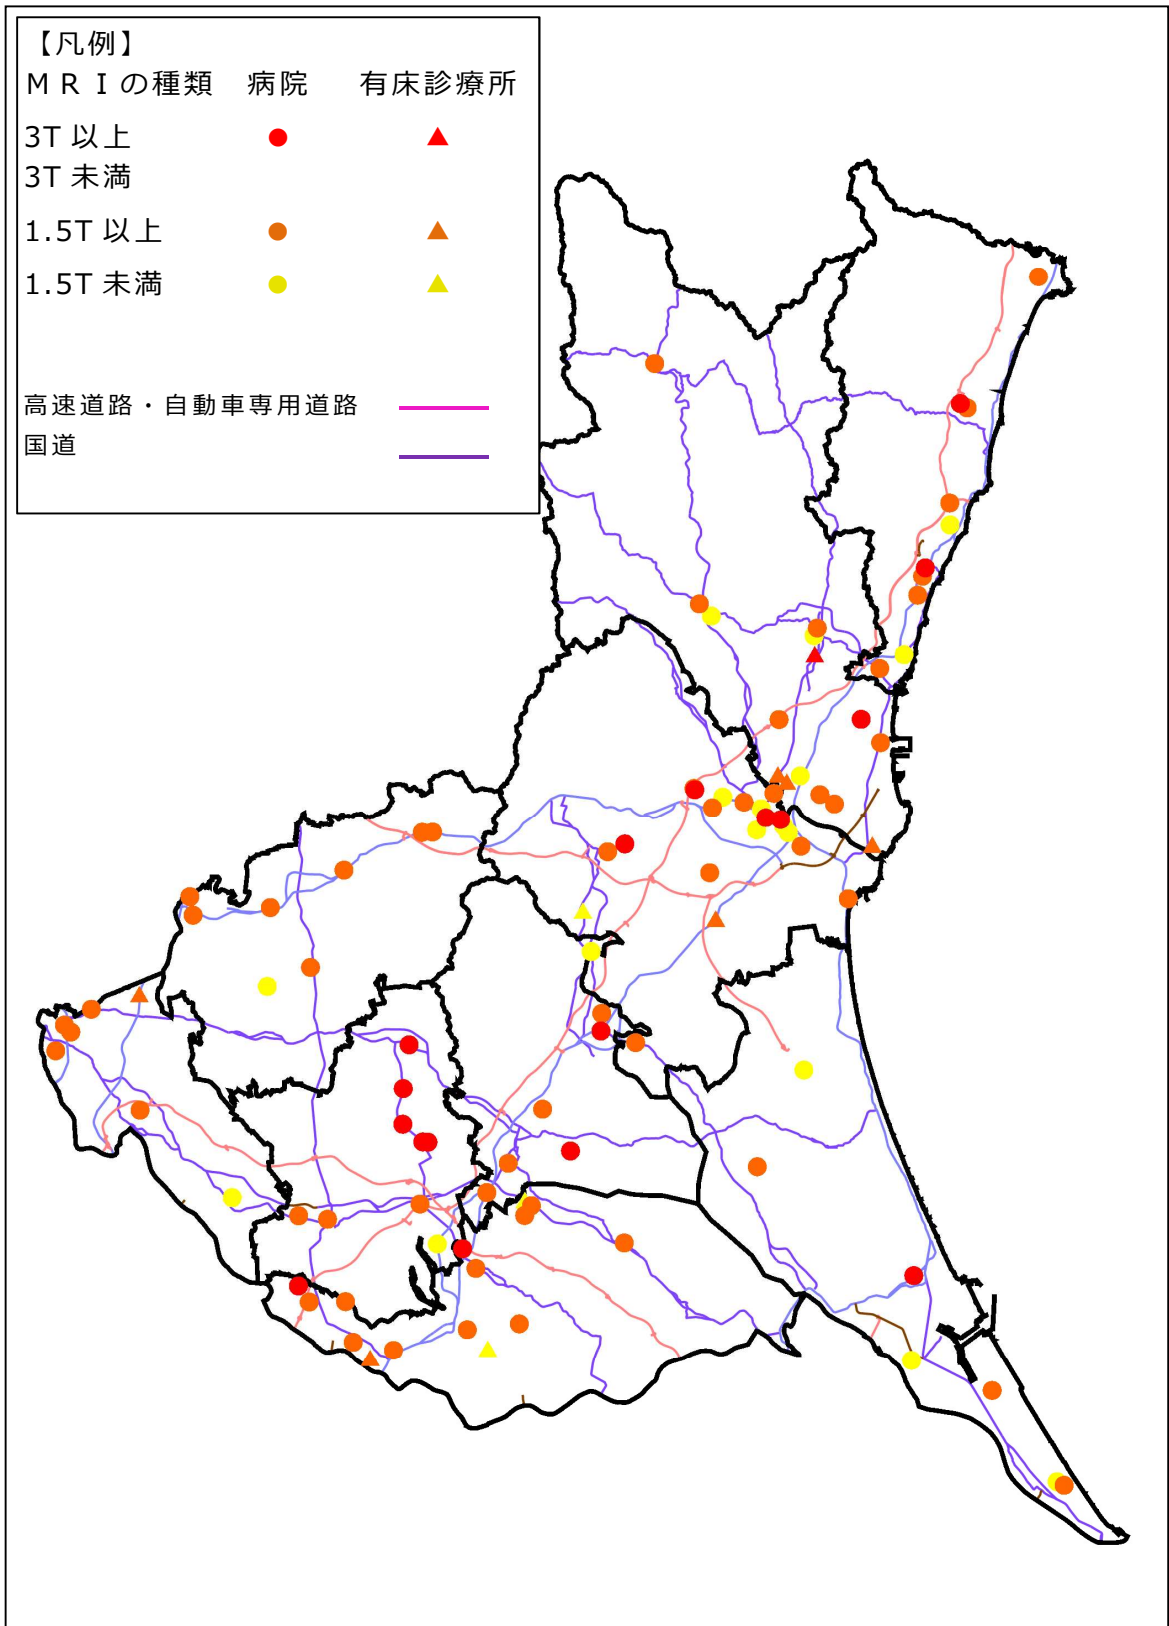 【凡例】
ＭＲＩの種類 病院 有床診療所
3T 以上
3T 未満
1.5T 以上
1.5T 未満
高速道路・自動車専用道路
国道